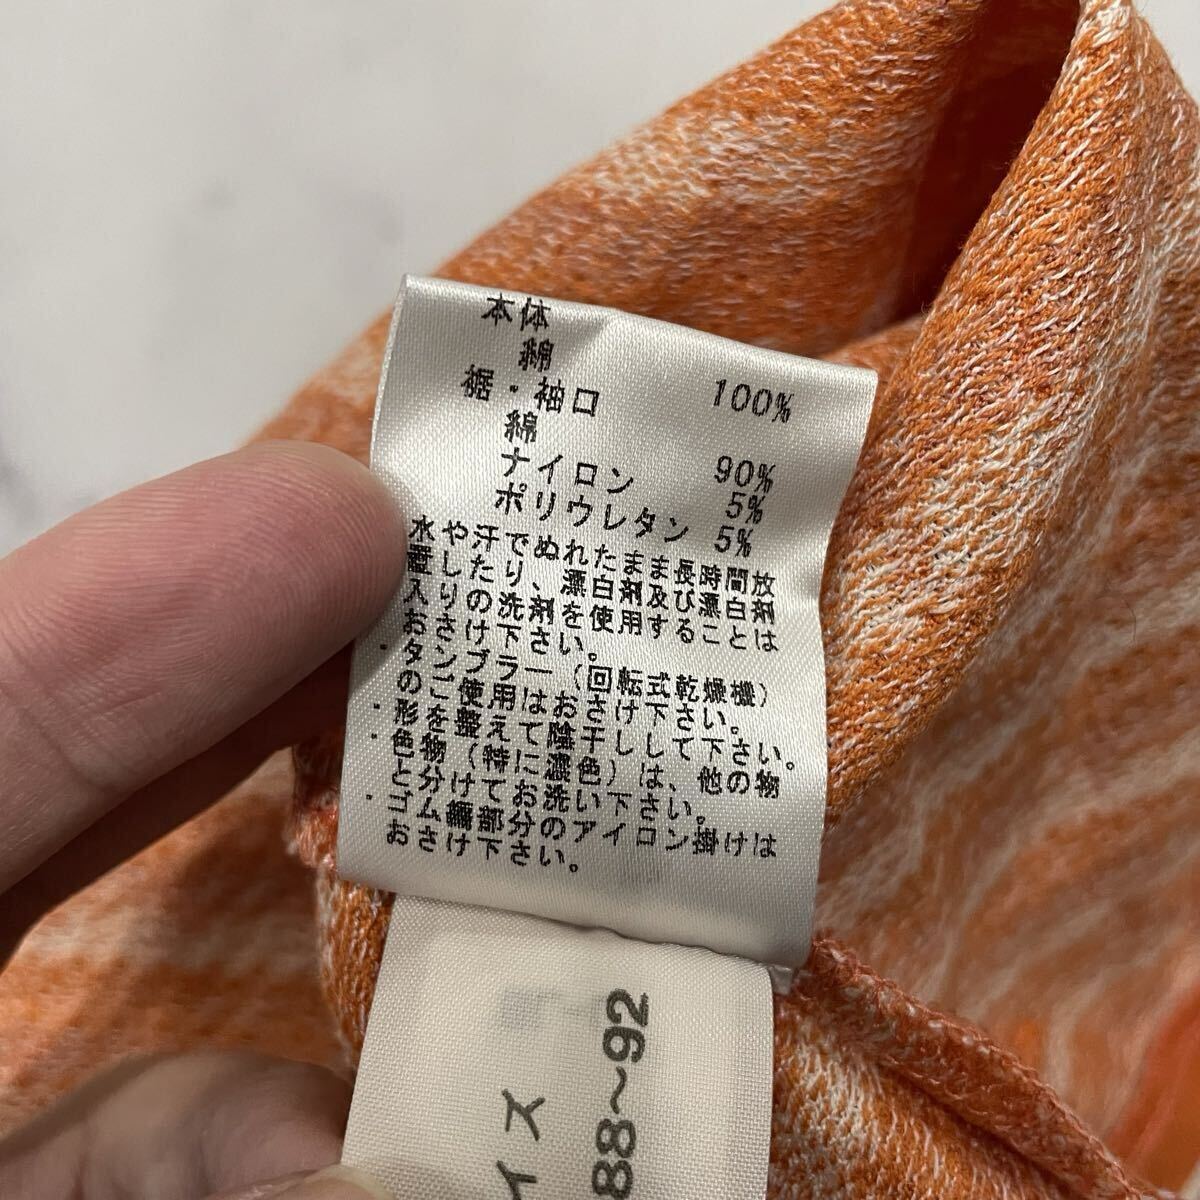 本体
綿 100%
裾・袖口
綿 90%
ナイロン 5%
ポリウレタン 5%
水や汗でぬれたまま長時間放
置したり、漂白剤及び漂白剤
入りの洗剤を使用することは
おさけ下さい。
・タンブラー(回転式乾燥機)
のご使用はおさけ下さい。
・形を整えて陰干しして下さい。
・色物(特に濃色)は、他の物
と分けてお洗い下さい。
・ゴム編部分のアイロン掛けは
おさけ下さい。
イズ
88~92